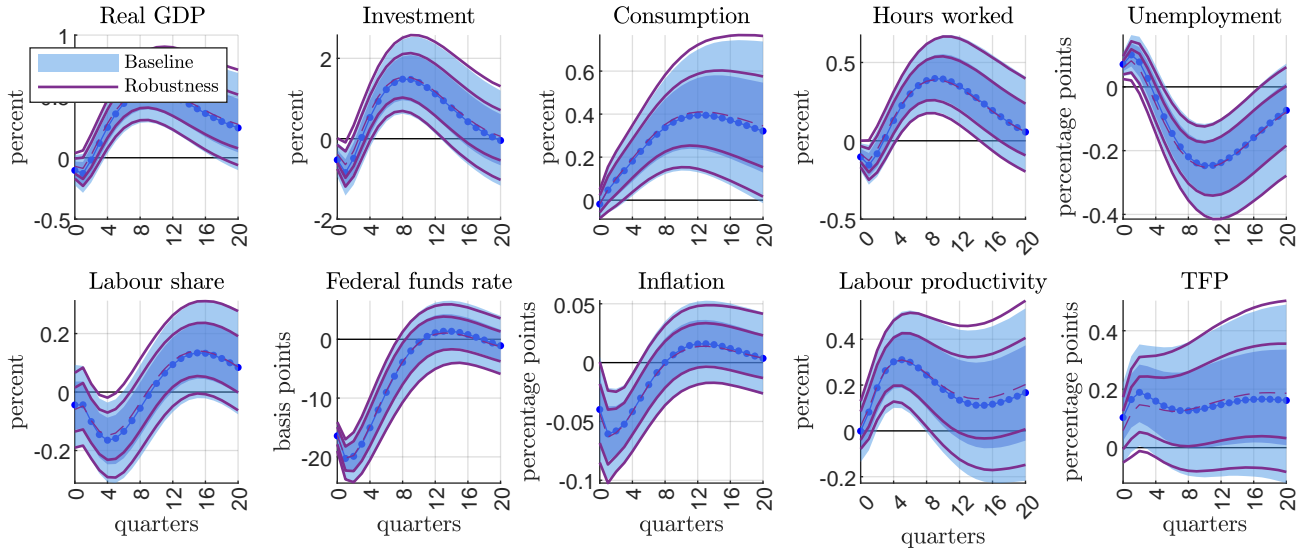 Real GDP
1
0
-0.5
percent
0 4 8 12 16 20
Baseline
Robustness
Investment
2
0
-2
percent
0 4 8 12 16 20
Consumption
0.6
0.4
0.2
0
percent
0 4 8 12 16 20
Hours worked
0.5
0
-0.5
percent
0 4 8 12 16 20
Unemployment
0
-0.2
-0.4
percentage points
0 4 8 12 16 20
Labour share
0.2
0
-0.2
percent
0 4 8 12 16 20
quarters
Federal funds rate
0
-10
-20
basis points
0 4 8 12 16 20
quarters
Inflation
0.05
0
-0.05
-0.1
percentage points
0 4 8 12 16 20
quarters
Labour productivity
0.4
0.2
0
-0.2
percent
0 4 8 12 16 20
quarters
TFP
0.4
0.2
0
percentage points
0 4 8 12 16 20
quarters